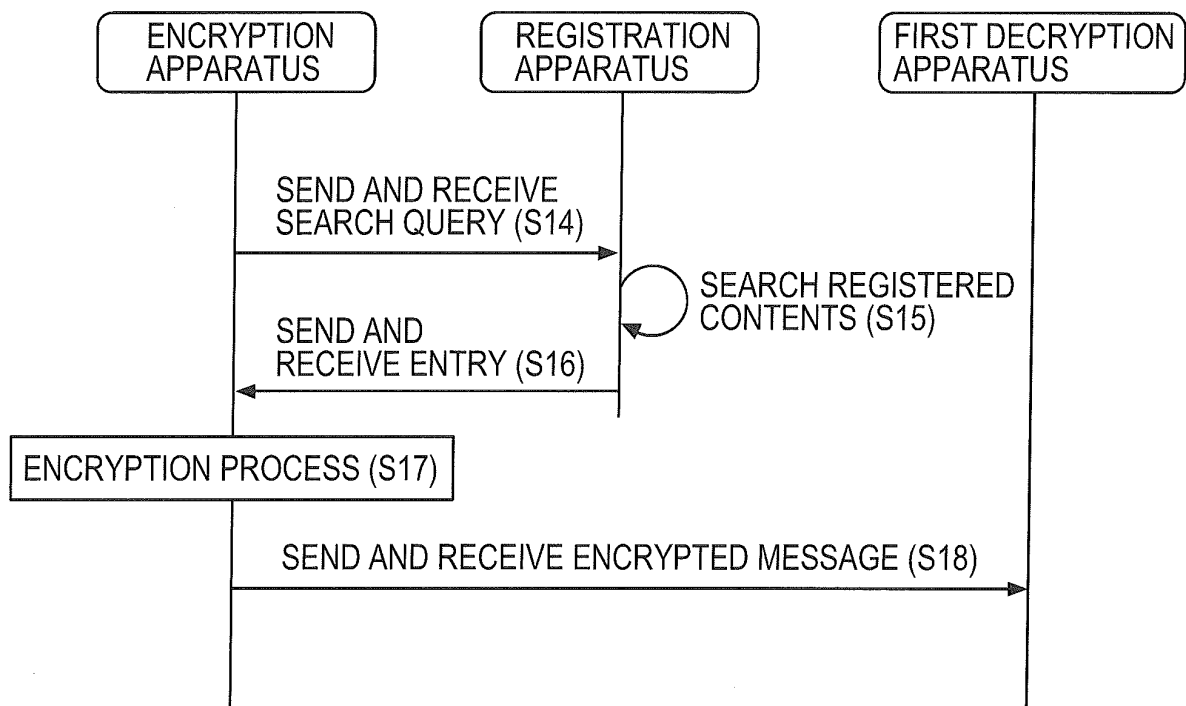 ENCRYPTION
APPARATUS
REGISTRATION
APPARATUS
FIRST DECRYPTION
APPARATUS
SEND AND RECEIVE
SEARCH QUERY (S14)
SEARCH REGISTERED
CONTENTS (S15)
SEND AND
RECEIVE ENTRY (S16)
ENCRYPTION PROCESS (S17)
SEND AND RECEIVE ENCRYPTED MESSAGE (S18)